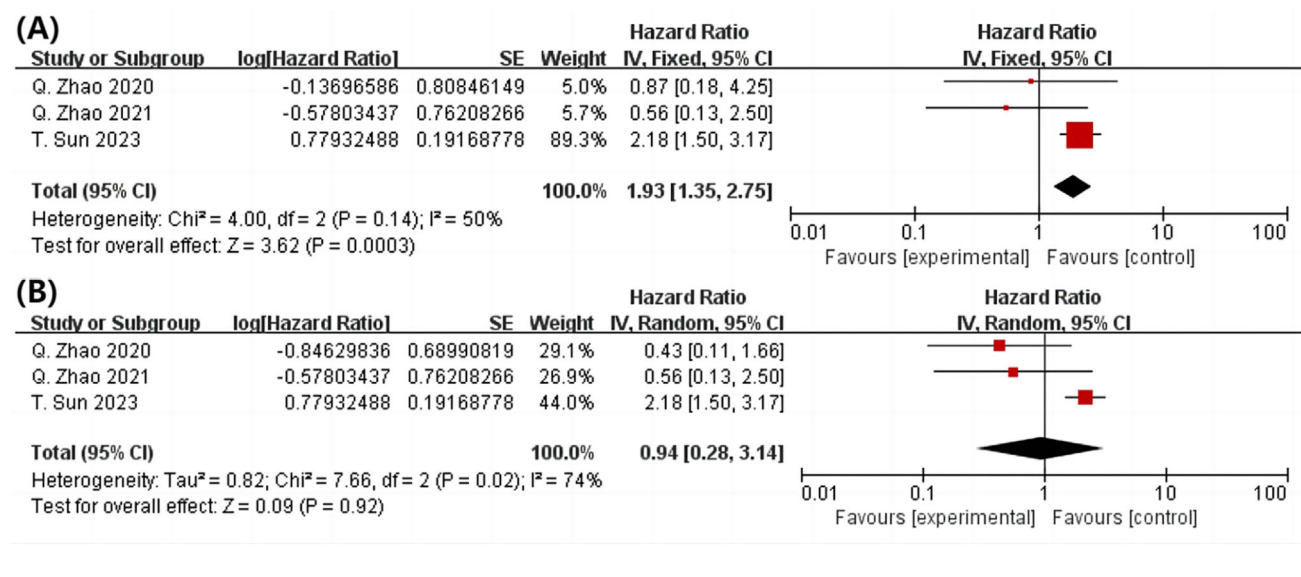 (A)
Hazard Ratio Hazard Ratio
Study or Subgroup log[Hazard Ratio] SE Weight IV, Fixed, 95% CI IV, Fixed, 95% CI
Q. Zhao 2020 -0.13696586 0.80846149 5.0% 0.87 [0.18, 4.25]
Q. Zhao 2021 -0.57803437 0.76208266 5.7% 0.56 [0.13, 2.50]
T. Sun 2023 0.77932488 0.19168778 89.3% 2.18 [1.50, 3.17]
Total (95% CI) 100.0% 1.93 [1.35, 2.75]
Heterogeneity: Chi² = 4.00, df = 2 (P = 0.14); I² = 50%
Test for overall effect: Z = 3.62 (P = 0.0003)
0.01 0.1 1 10 100
Favours [experimental] Favours [control]
(B)
Hazard Ratio Hazard Ratio
Study or Subgroup log[Hazard Ratio] SE Weight IV, Random, 95% CI IV, Random, 95% CI
Q. Zhao 2020 -0.84629836 0.68990819 29.1% 0.43 [0.11, 1.66]
Q. Zhao 2021 -0.57803437 0.76208266 26.9% 0.56 [0.13, 2.50]
T. Sun 2023 0.77932488 0.19168778 44.0% 2.18 [1.50, 3.17]
Total (95% CI) 100.0% 0.94 [0.28, 3.14]
Heterogeneity: Tau² = 0.82; Chi² = 7.66, df = 2 (P = 0.02); I² = 74%
Test for overall effect: Z = 0.09 (P = 0.92)
0.01 0.1 1 10 100
Favours [experimental] Favours [control]